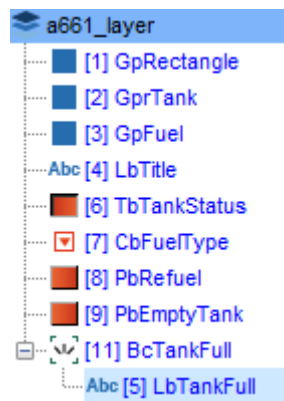 a661_layer
[1] GpRectangle
[2] GprTank
[3] GpFuel
Abc [4] LbTitle
[6] TbTankStatus
[7] CbFuelType
[8] PbRefuel
[9] PbEmptyTank
[11] BcTankFull
Abc [5] LbTankFull